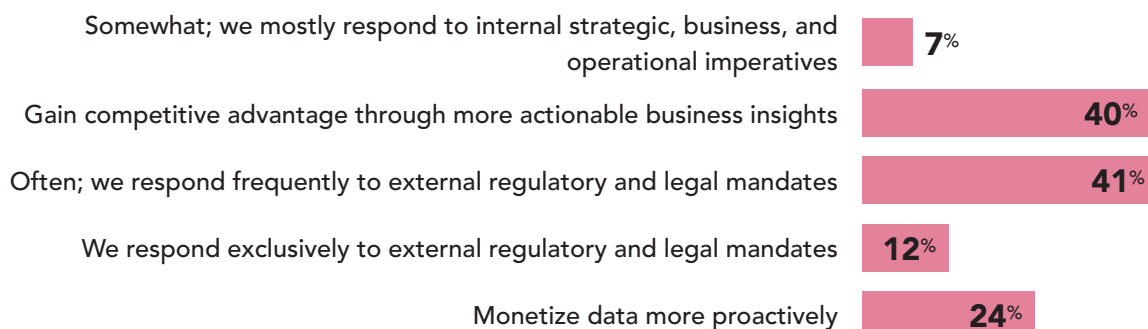 Somewhat; we mostly respond to internal strategic, business, and
operational imperatives
7%
Gain competitive advantage through more actionable business insights
40%
Often; we respond frequently to external regulatory and legal mandates
41%
We respond exclusively to external regulatory and legal mandates
12%
Monetize data more proactively
24%